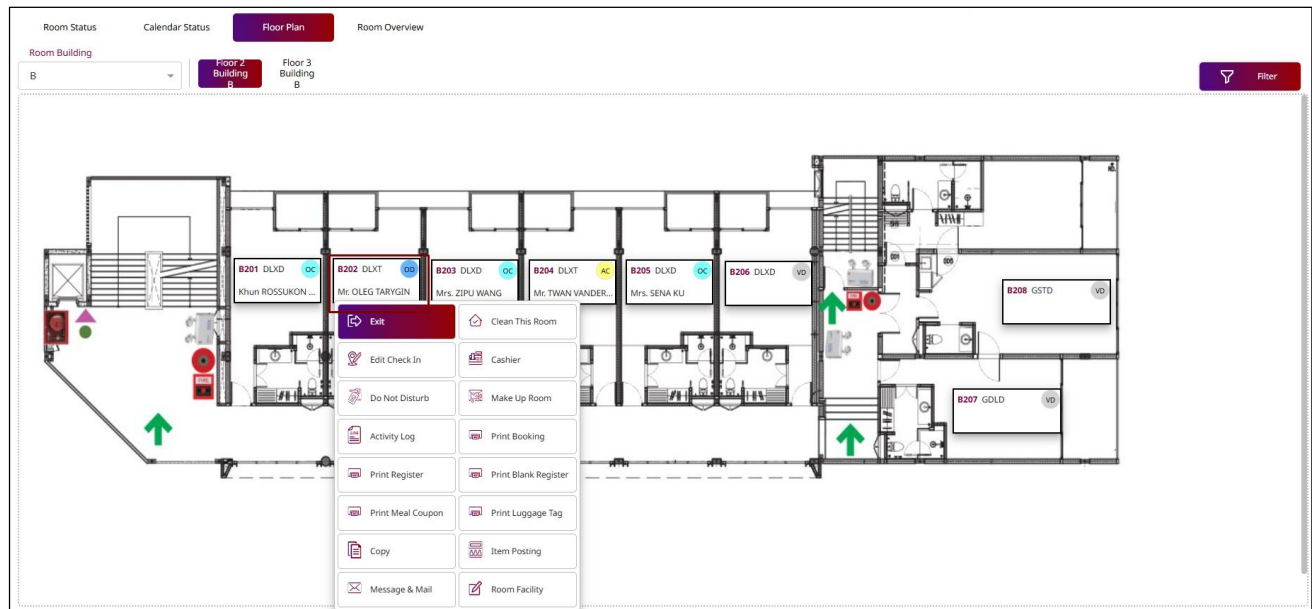 Room Status
Calendar Status
Floor Plan
Room Overview
Room Building
B
Floor 2
Building
B
Floor 3
Building
B
Filter
B201 DLXD OC
Khun ROSSUKON ...
B202 DLXT OD
Mr. OLEG TARYGIN
B203 DLXD OC
Mrs. ZIPU WANG
B204 DLXT AC
Mr. TWAN VANDER...
B205 DLXD OC
Mrs. SENA KU
B206 DLXD VD
B208 GSTD VD
B207 GDLD VD
FIRE
Exit
Clean This Room
Edit Check In
Cashier
Do Not Disturb
Make Up Room
Activity Log
Print Booking
Print Register
Print Blank Register
Print Meal Coupon
Print Luggage Tag
Copy
Item Posting
Message & Mail
Room Facility